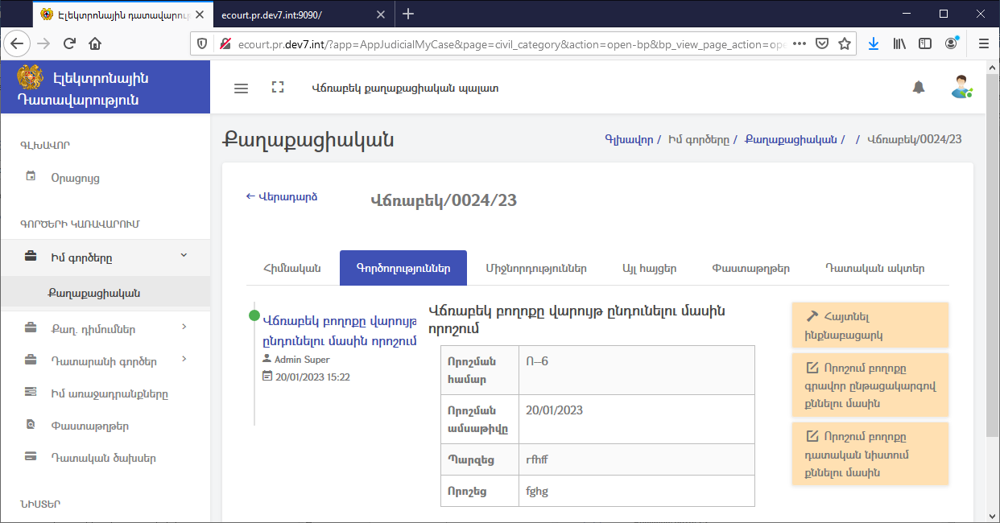 Էլեկտրոնային դատավարութ
ecourt.pr.dev7.int:9090/
ecourt.pr.dev7.int/?app=AppJudicialMyCase&page=civil_category&action=open-bp&bp_view_page_action=ope
Էլեկտրոնային
Դատավարություն
Վճռաբեկ քաղաքացիական պալատ
ԳԼԽԱՎՈՐ
Օրացույց
ԳՈՐԾԵՐԻ ԿԱՌԱՎԱՐՈՒՄ
Իմ գործերը
Քաղաքացիական
Քաղ. դիմումներ
Դատարանի գործեր
Իմ առաջադրանքները
Փաստաթղթեր
Դատական ծախսեր
ՆԻՍՏԵՐ
Քաղաքացիական
Գլխավոր / Իմ գործերը / Քաղաքացիական / / Վճռաբեկ/0024/23
← Վերադարձ
Վճռաբեկ/0024/23
Հիմնական
Գործողություններ
Միջնորդություններ
Այլ հայցեր
Փաստաթղթեր
Դատական ակտեր
Վճռաբեկ բողոքը վարույթ
ընդունելու մասին որոշում
Admin Super
20/01/2023 15:22
Վճռաբեկ բողոքը վարույթ ընդունելու մասին
որոշում
Որոշման համար
Ո—6
Որոշման ամսաթիվը
20/01/2023
Պարզեց
rfhff
Որոշեց
fghg
Հայտնել
ինքնաբացարկ
Որոշում բողոքը
գրավոր ընթացակարգով
քննելու մասին
Որոշում բողոքը
դատական նիստում
քննելու մասին